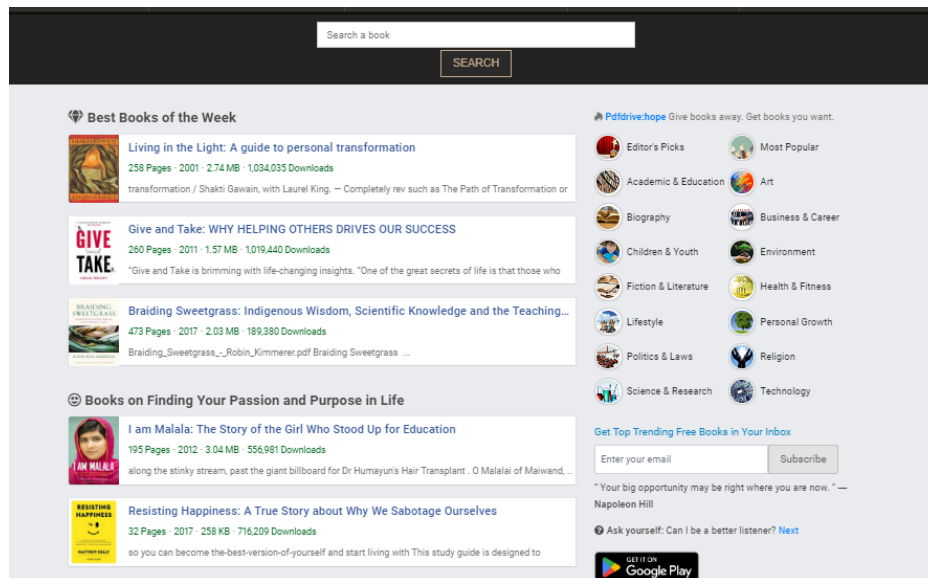 Search a book
SEARCH
Best Books of the Week
Living in the Light: A guide to personal transformation
258 Pages · 2001 · 2.74 MB · 1,034,035 Downloads
transformation / Shakti Gawain, with Laurel King. — Completely rev such as The Path of Transformation or
GIVE
AND
TAKE
Give and Take: WHY HELPING OTHERS DRIVES OUR SUCCESS
260 Pages · 2011 · 1.57 MB · 1,019,440 Downloads
"Give and Take is brimming with life-changing insights. "One of the great secrets of life is that those who
BRAIDING
SWEETGRASS
Braiding Sweetgrass: Indigenous Wisdom, Scientific Knowledge and the Teaching...
473 Pages · 2017 · 2.03 MB · 189,380 Downloads
Braiding_Sweetgrass_-_Robin_Kimmerer.pdf Braiding Sweetgrass ...
Books on Finding Your Passion and Purpose in Life
I AM MALALA
I am Malala: The Story of the Girl Who Stood Up for Education
195 Pages · 2012 · 3.04 MB · 556,981 Downloads
along the stinky stream, past the giant billboard for Dr Humayun's Hair Transplant . O Malalai of Maiwand, ..
RESISTING
HAPPINESS
MATTHEW KELLY
Resisting Happiness: A True Story about Why We Sabotage Ourselves
32 Pages · 2017 · 258 KB · 716,209 Downloads
so you can become the-best-version-of-yourself and start living with This study guide is designed to
Pdfdrive:hope Give books away. Get books you want.
Editor's Picks
Most Popular
Academic & Education
Art
Biography
Business & Career
Children & Youth
Environment
Fiction & Literature
Health & Fitness
Lifestyle
Personal Growth
Politics & Laws
Religion
Science & Research
Technology
Get Top Trending Free Books in Your Inbox
Enter your email
Subscribe
" Your big opportunity may be right where you are now. " —
Napoleon Hill
Ask yourself: Can I be a better listener? Next
GET IT ON
Google Play